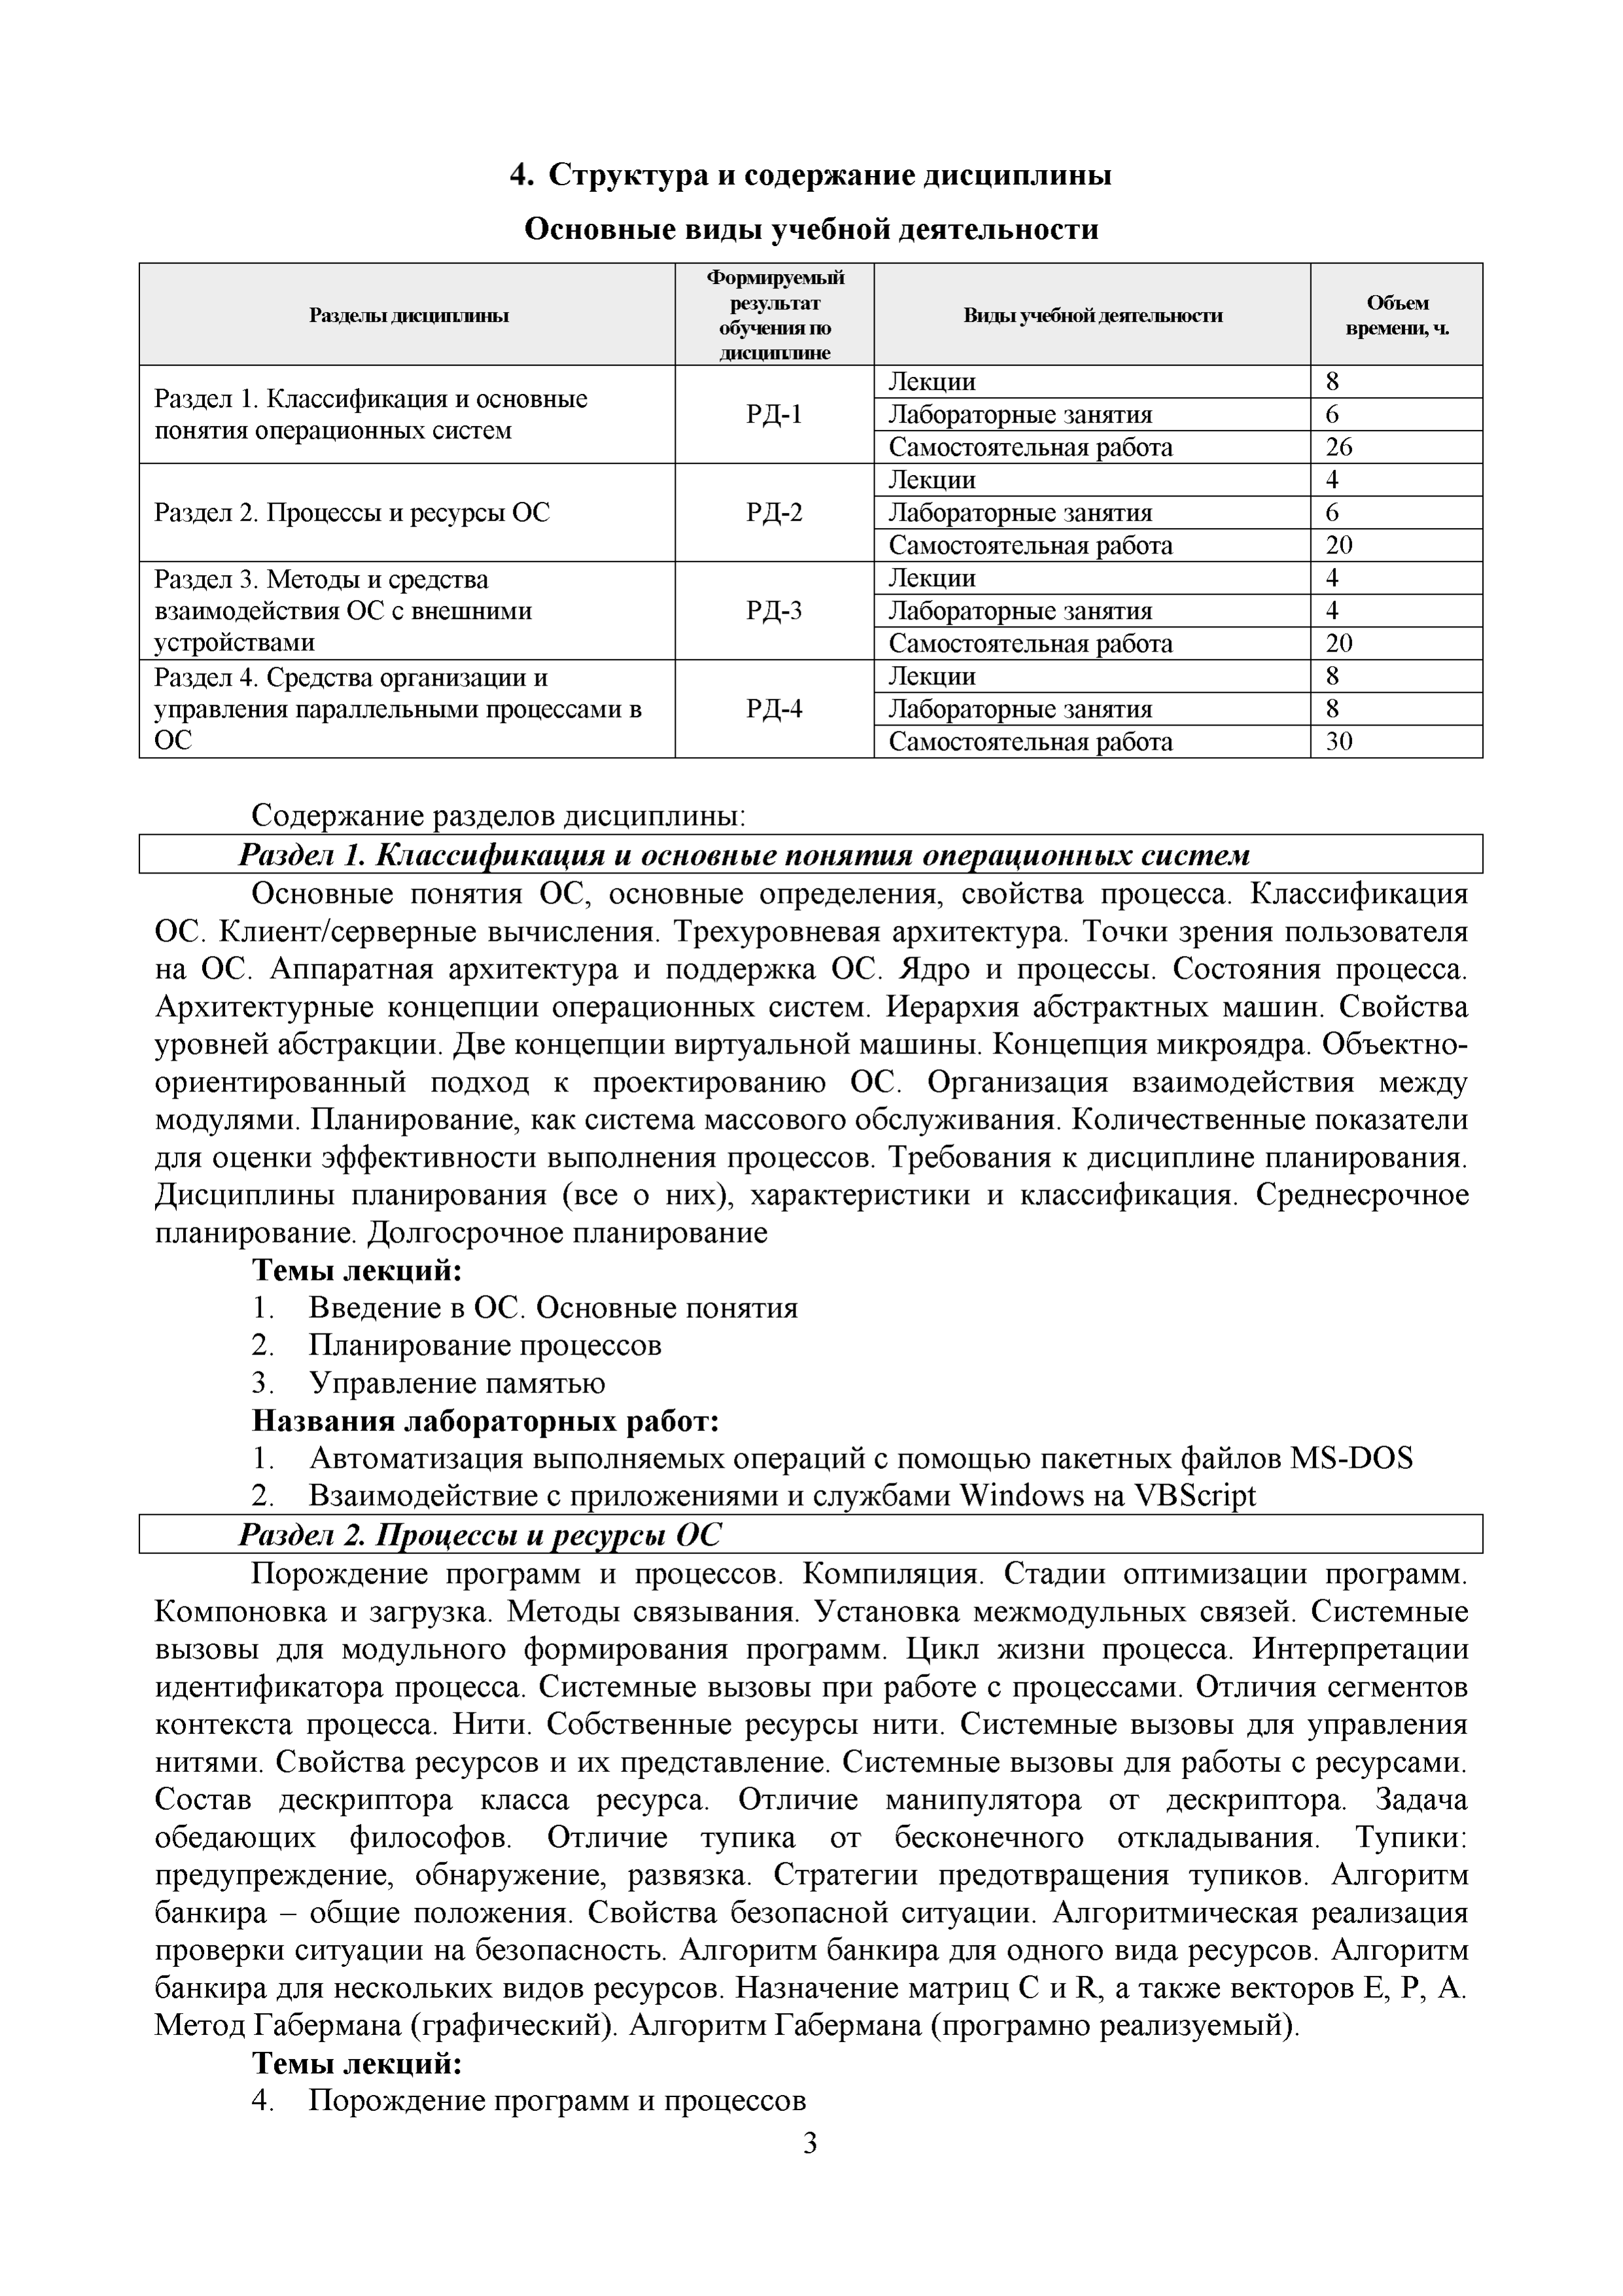 4. Структура и содержание дисциплины
Основные виды учебной деятельности
Разделы дисциплины
Формируемый
результат
обучения по
дисциплине
Виды учебной деятельности
Объем
времени, ч.
Раздел 1. Классификация и основные
понятия операционных систем
РД-1
Лекции
8
Лабораторные занятия
6
Самостоятельная работа
26
Раздел 2. Процессы и ресурсы ОС
РД-2
Лекции
4
Лабораторные занятия
6
Самостоятельная работа
20
Раздел 3. Методы и средства
взаимодействия ОС с внешними
устройствами
РД-3
Лекции
4
Лабораторные занятия
4
Самостоятельная работа
20
Раздел 4. Средства организации и
управления параллельными процессами в
ОС
РД-4
Лекции
8
Лабораторные занятия
8
Самостоятельная работа
30
Содержание разделов дисциплины:
Раздел 1. Классификация и основные понятия операционных систем
Основные понятия ОС, основные определения, свойства процесса. Классификация
ОС. Клиент/серверные вычисления. Трехуровневая архитектура. Точки зрения пользователя
на ОС. Аппаратная архитектура и поддержка ОС. Ядро и процессы. Состояния процесса.
Архитектурные концепции операционных систем. Иерархия абстрактных машин. Свойства
уровней абстракции. Две концепции виртуальной машины. Концепция микроядра. Объектно-
ориентированный подход к проектированию ОС. Организация взаимодействия между
модулями. Планирование, как система массового обслуживания. Количественные показатели
для оценки эффективности выполнения процессов. Требования к дисциплине планирования.
Дисциплины планирования (все о них), характеристики и классификация. Среднесрочное
планирование. Долгосрочное планирование
Темы лекций:
1. Введение в ОС. Основные понятия
2. Планирование процессов
3. Управление памятью
Названия лабораторных работ:
1. Автоматизация выполняемых операций с помощью пакетных файлов MS-DOS
2. Взаимодействие с приложениями и службами Windows на VBScript
Раздел 2. Процессы и ресурсы ОС
Порождение программ и процессов. Компиляция. Стадии оптимизации программ.
Компоновка и загрузка. Методы связывания. Установка межмодульных связей. Системные
вызовы для модульного формирования программ. Цикл жизни процесса. Интерпретации
идентификатора процесса. Системные вызовы при работе с процессами. Отличия сегментов
контекста процесса. Нити. Собственные ресурсы нити. Системные вызовы для управления
нитями. Свойства ресурсов и их представление. Системные вызовы для работы с ресурсами.
Состав дескриптора класса ресурса. Отличие манипулятора от дескриптора. Задача
обедающих философов. Отличие тупика от бесконечного откладывания. Тупики:
предупреждение, обнаружение, развязка. Стратегии предотвращения тупиков. Алгоритм
банкира – общие положения. Свойства безопасной ситуации. Алгоритмическая реализация
проверки ситуации на безопасность. Алгоритм банкира для одного вида ресурсов. Алгоритм
банкира для нескольких видов ресурсов. Назначение матриц C и R, а также векторов E, P, A.
Метод Габермана (графический). Алгоритм Габермана (програмно реализуемый).
Темы лекций:
4. Порождение программ и процессов
3